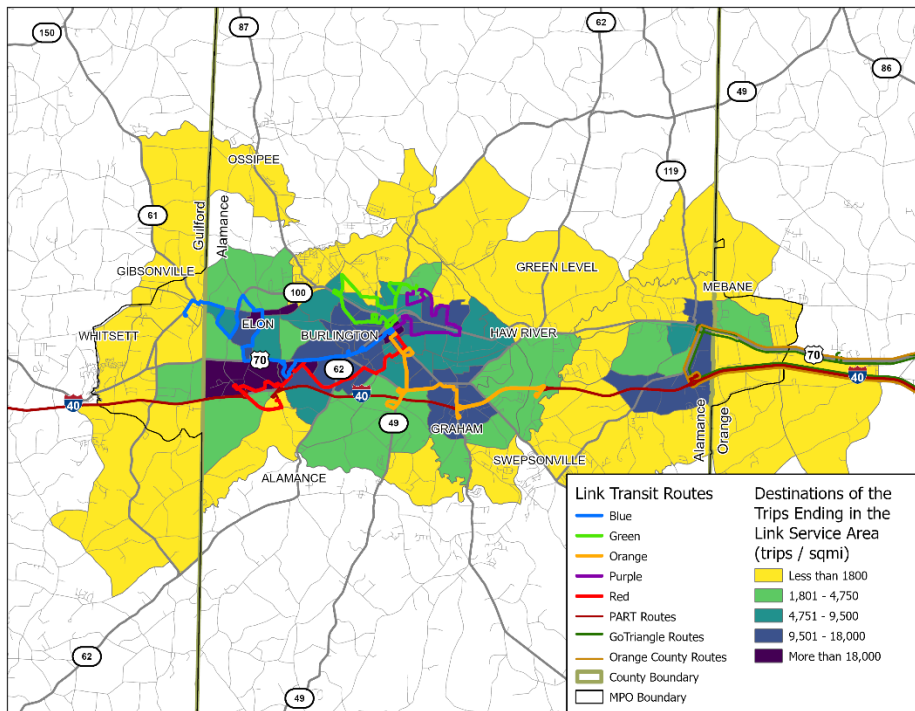 150
87
62
86
49
OSSIPEE
119
61
Guilford
Alamance
GIBSONVILLE
GREEN LEVEL
MEBANE
100
ELON
WHITSETT
BURLINGTON
HAW RIVER
70
70
62
40
40
40
49
GRAHAM
Alamance
Orange
SWEPSONVILLE
ALAMANCE
62
49
Link Transit Routes
Blue
Green
Orange
Purple
Red
PART Routes
GoTriangle Routes
Orange County Routes
County Boundary
MPO Boundary
Destinations of the
Trips Ending in the
Link Service Area
(trips / sqmi)
Less than 1800
1,801 - 4,750
4,751 - 9,500
9,501 - 18,000
More than 18,000